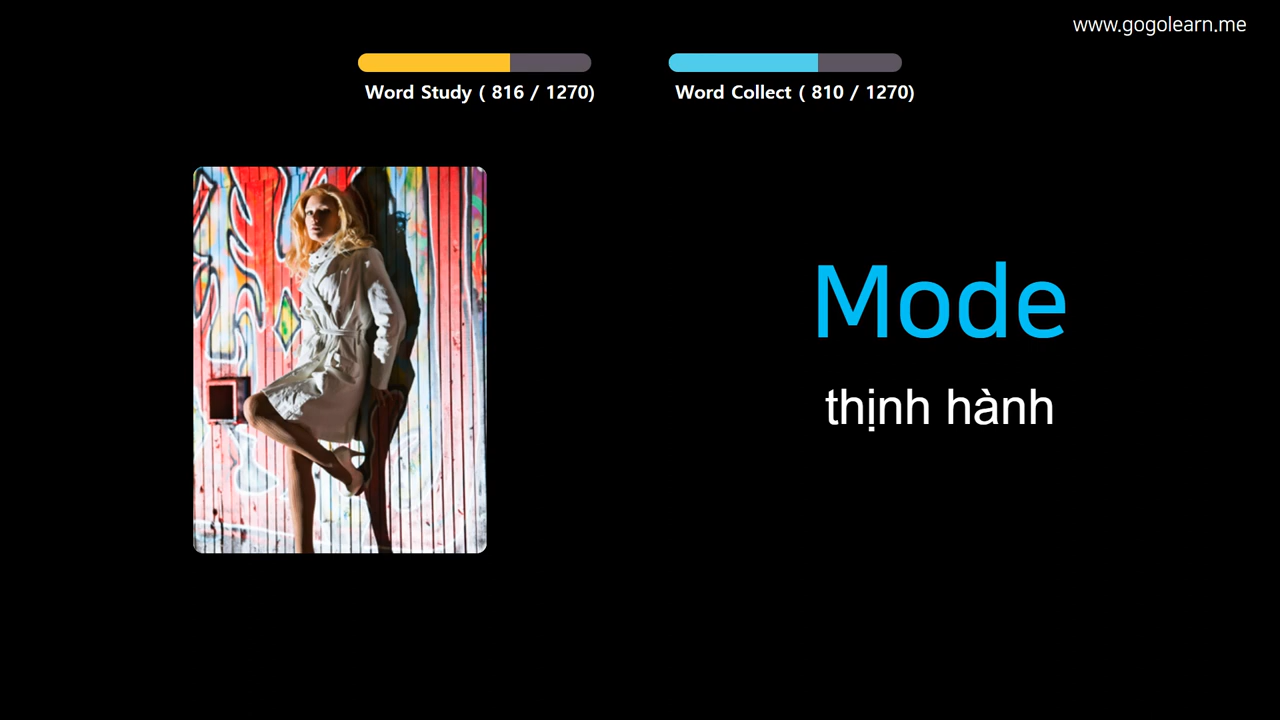 www.gogolearn.me
Word Study ( 816 / 1270)
Word Collect ( 810 / 1270)
Mode
thịnh hành